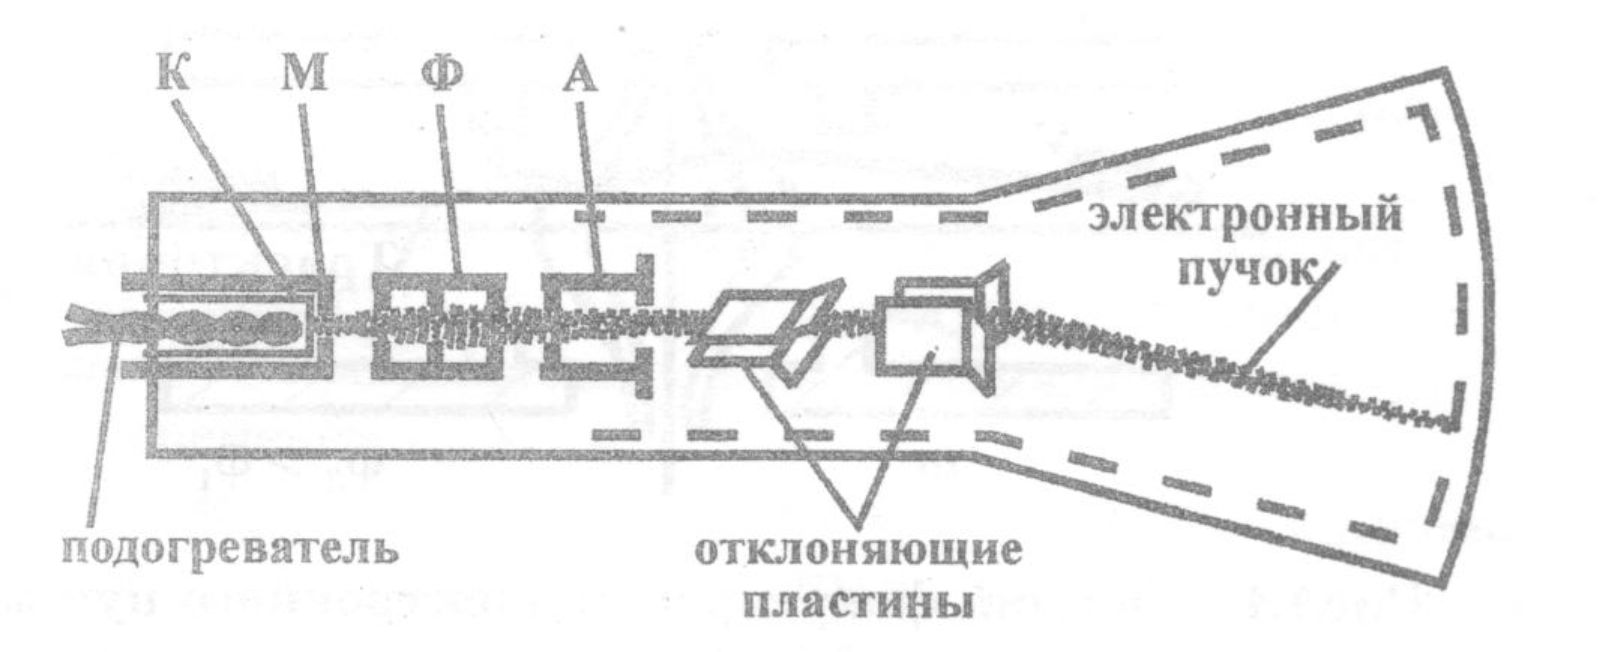 К М Ф А
электронный
пучок
подогреватель
отклоняющие
пластины